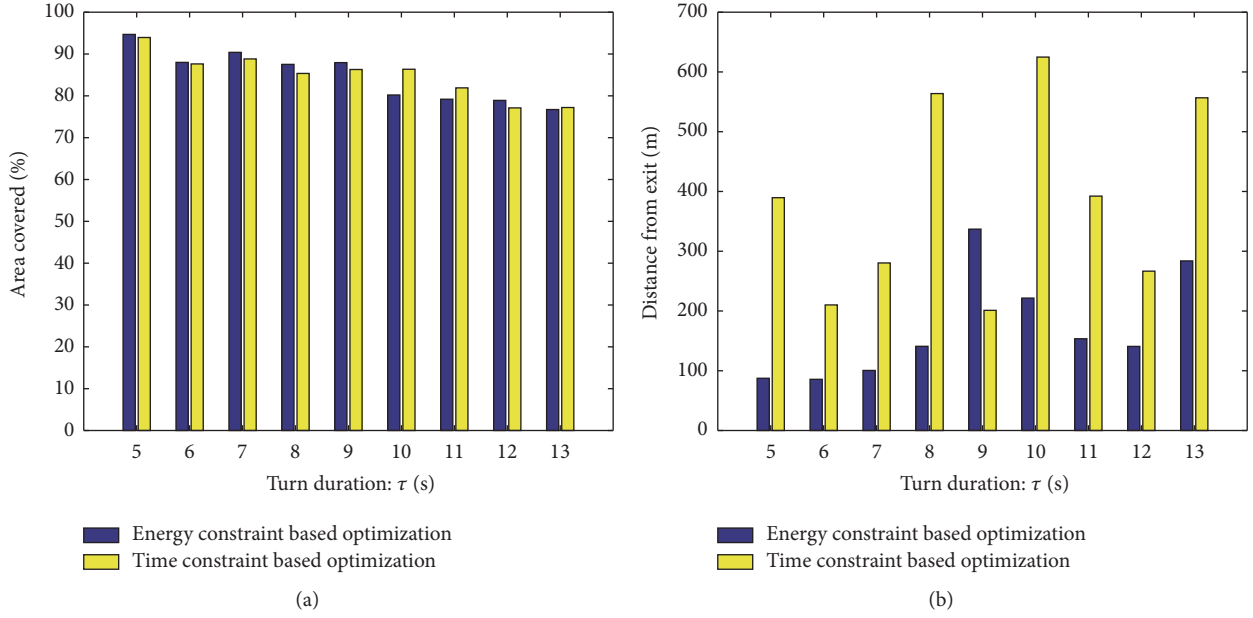 100
90
80
70
60
50
40
30
20
10
0
Area covered (%)
5 6 7 8 9 10 11 12 13
Turn duration: τ (s)
Energy constraint based optimization
Time constraint based optimization
(a)
700
600
500
400
300
200
100
0
Distance from exit (m)
5 6 7 8 9 10 11 12 13
Turn duration: τ (s)
Energy constraint based optimization
Time constraint based optimization
(b)